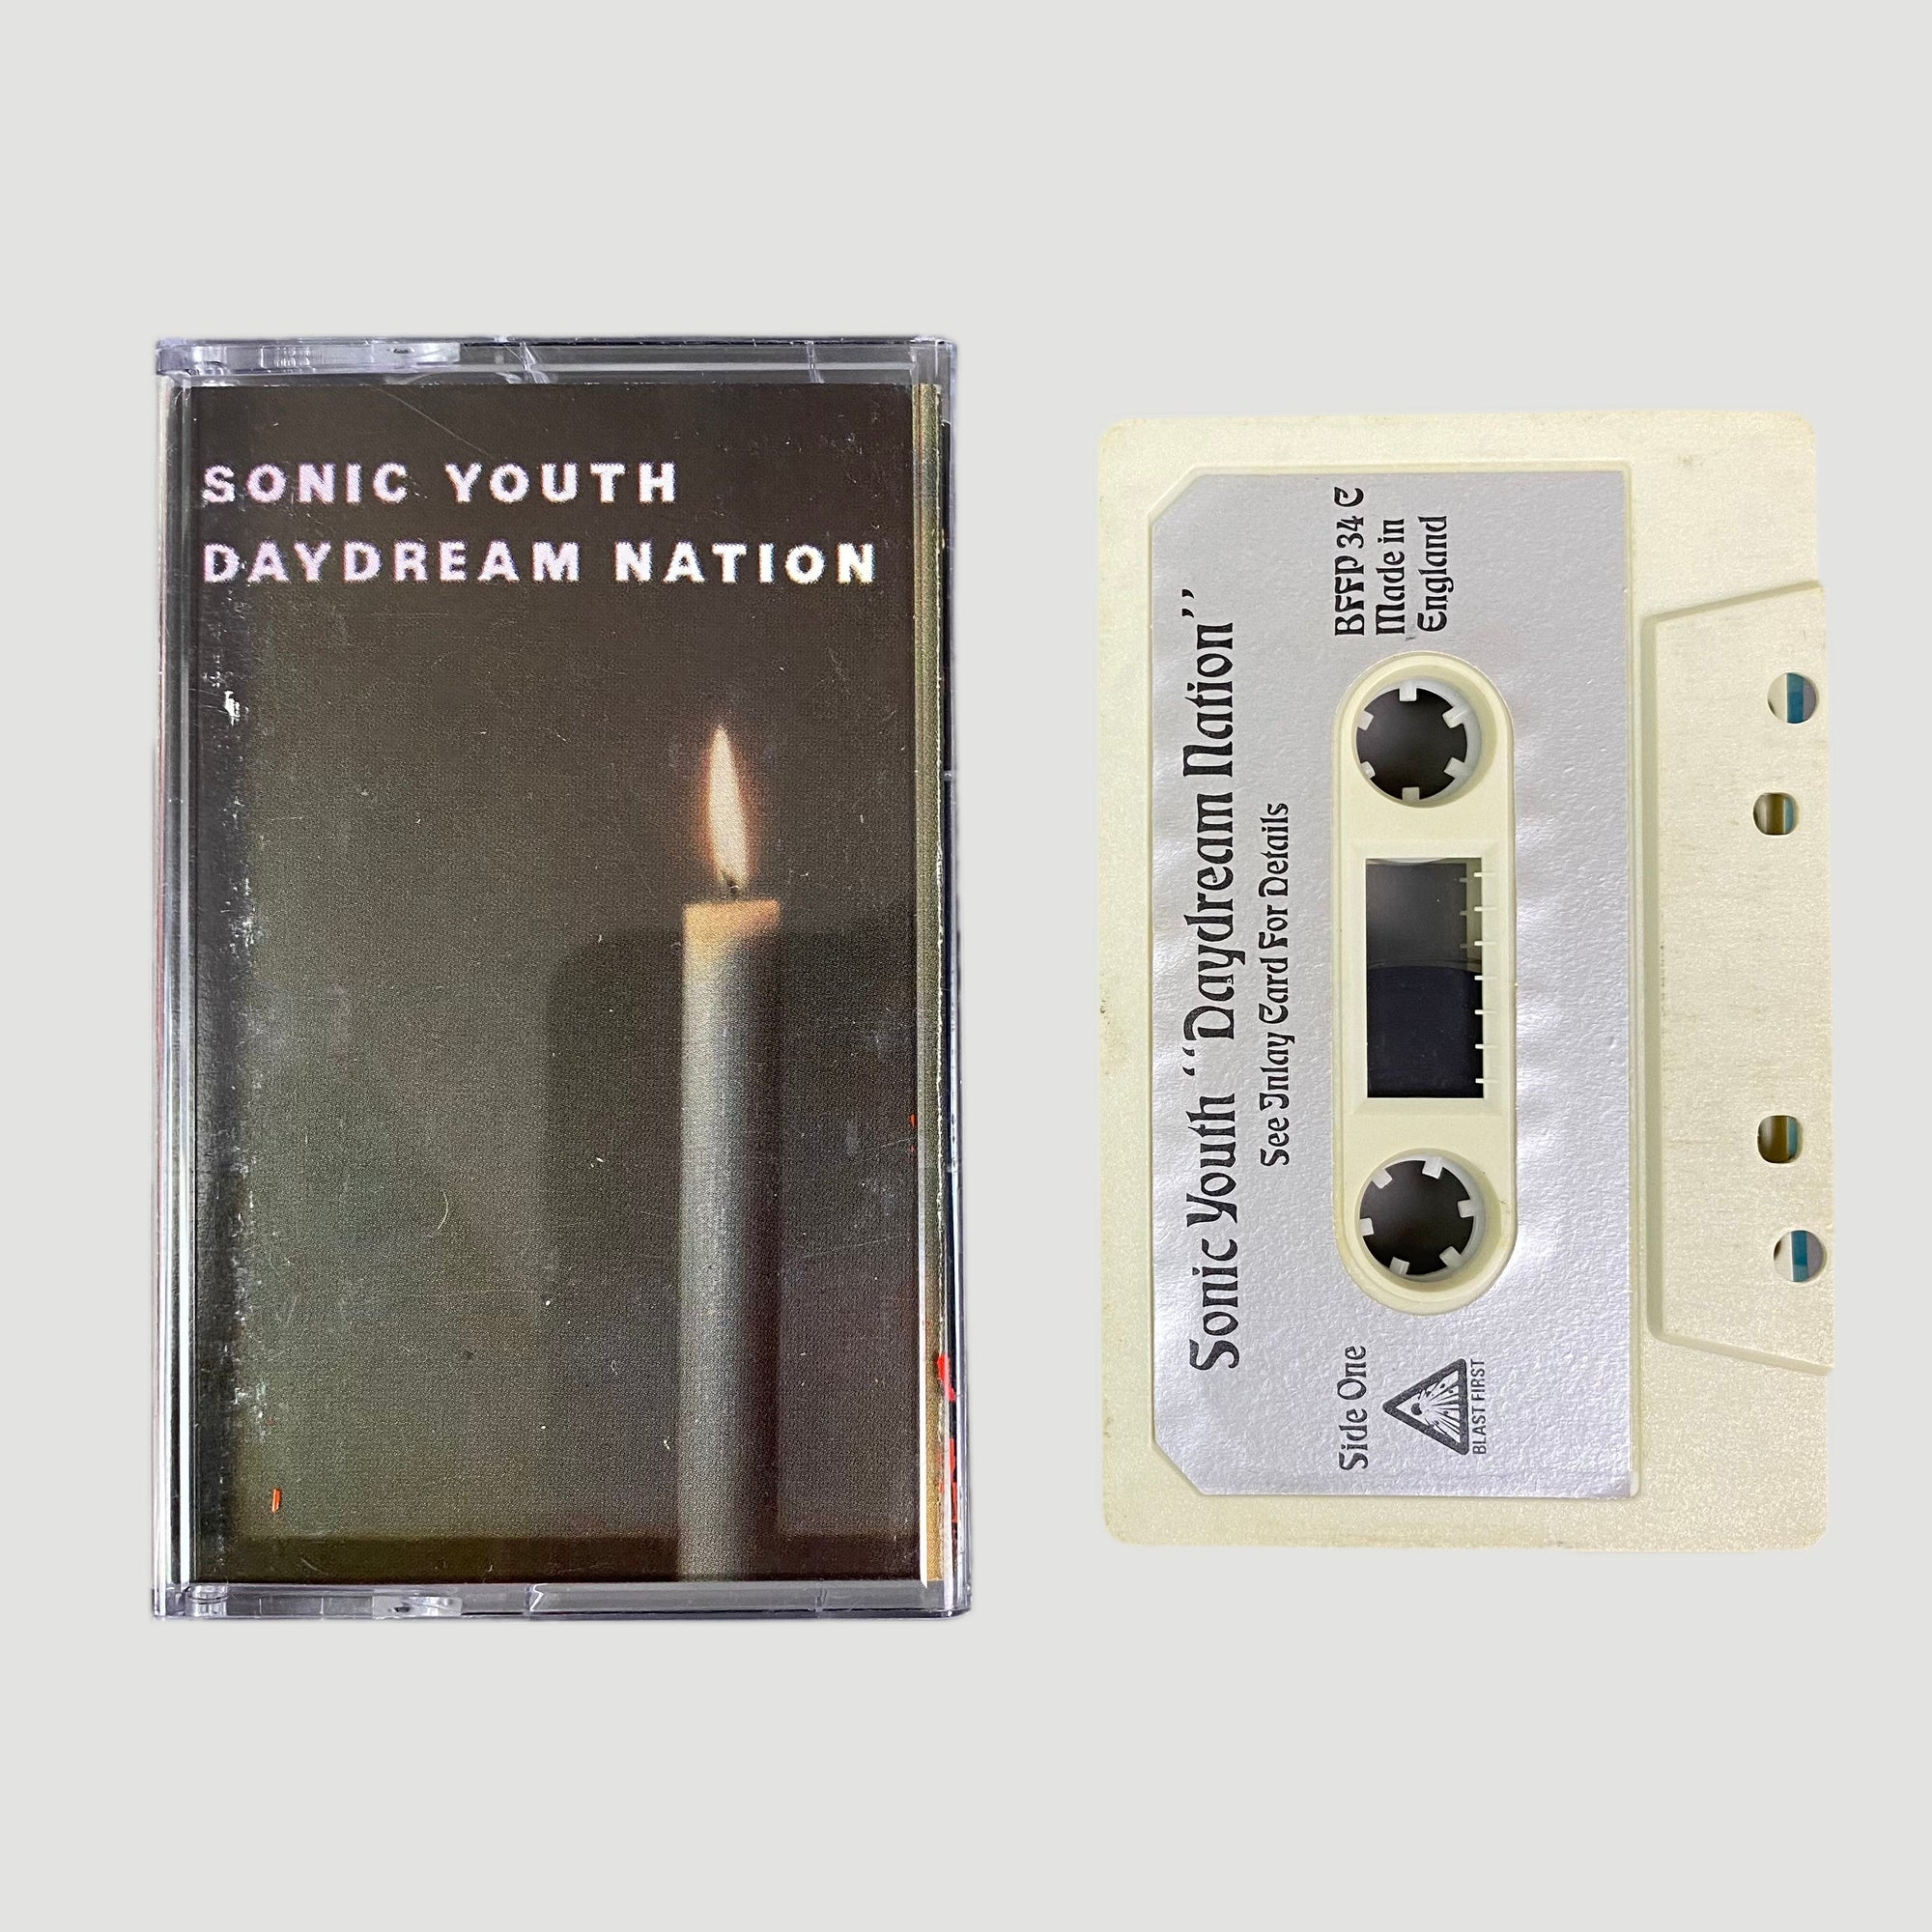 SONIC YOUTH
DAYDREAM NATION
Sonic Youth "Daydream Nation"
See Inlay Card For Details
Side One
BLAST FIRST
BFFP 34 C
Made in
England